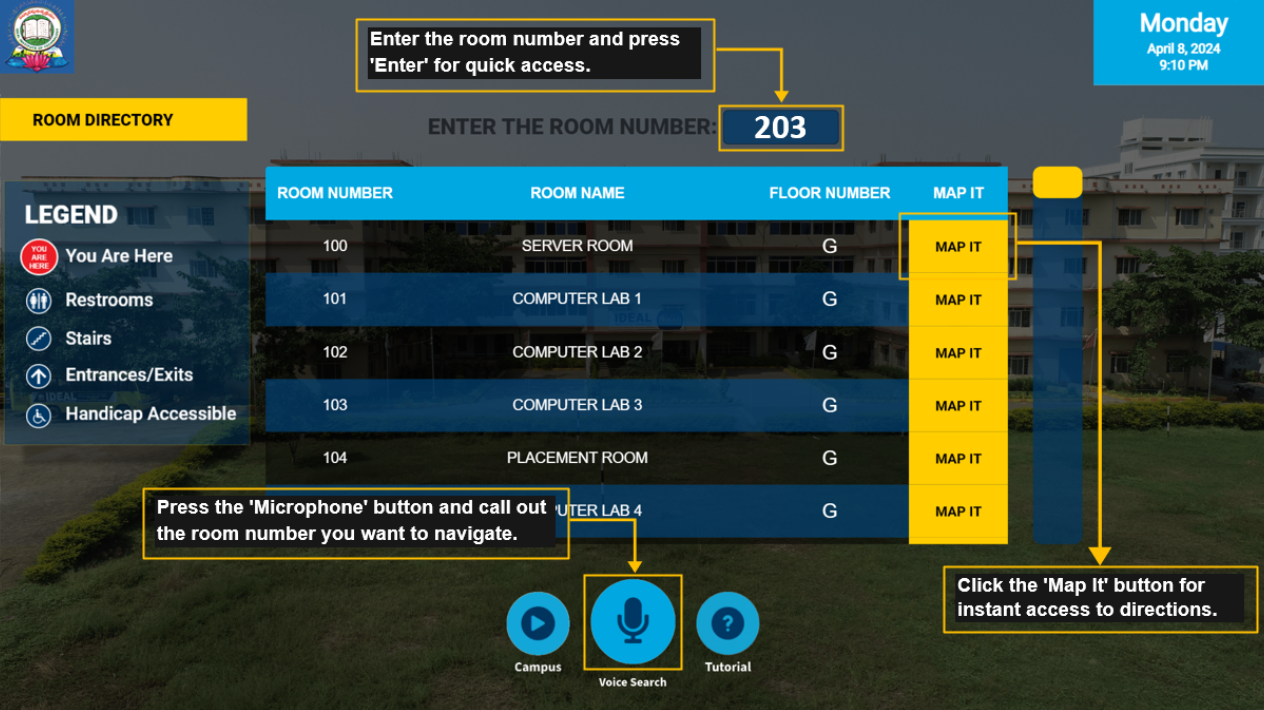 Monday
April 8, 2024
9:10 PM
Enter the room number and press
'Enter' for quick access.
ROOM DIRECTORY
ENTER THE ROOM NUMBER:
203
LEGEND
YOU
ARE
HERE
You Are Here
Restrooms
Stairs
Entrances/Exits
Handicap Accessible
ROOM NUMBER ROOM NAME FLOOR NUMBER MAP IT
100 SERVER ROOM G MAP IT
101 COMPUTER LAB 1 G MAP IT
102 COMPUTER LAB 2 G MAP IT
103 COMPUTER LAB 3 G MAP IT
104 PLACEMENT ROOM G MAP IT
PUTER LAB 4 G MAP IT
IDEAL
IDEAL
Press the 'Microphone' button and call out
the room number you want to navigate.
Click the 'Map It' button for
instant access to directions.
Campus
Voice Search
?
Tutorial